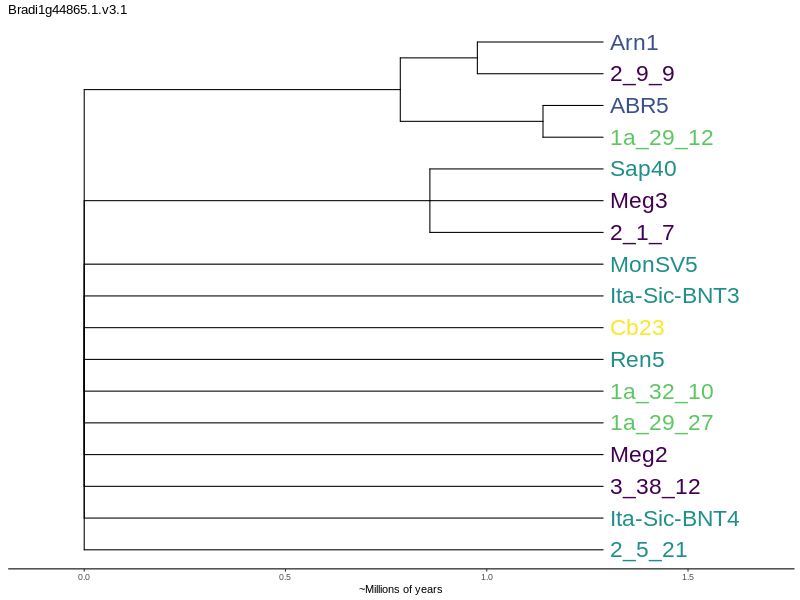 Bradi1g44865.1.v3.1
Arn1
2_9_9
ABR5
1a_29_12
Sap40
Meg3
2_1_7
MonSV5
Ita-Sic-BNT3
Cb23
Ren5
1a_32_10
1a_29_27
Meg2
3_38_12
Ita-Sic-BNT4
2_5_21
0.0 0.5 1.0 1.5
~Millions of years